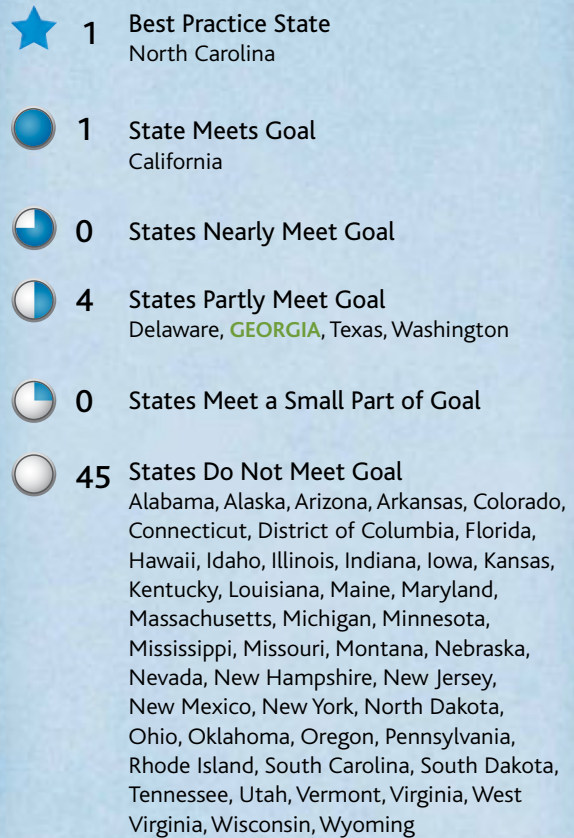 1 Best Practice State
North Carolina
1 State Meets Goal
California
0 States Nearly Meet Goal
4 States Partly Meet Goal
Delaware, GEORGIA, Texas, Washington
0 States Meet a Small Part of Goal
45 States Do Not Meet Goal
Alabama, Alaska, Arizona, Arkansas, Colorado,
Connecticut, District of Columbia, Florida,
Hawaii, Idaho, Illinois, Indiana, Iowa, Kansas,
Kentucky, Louisiana, Maine, Maryland,
Massachusetts, Michigan, Minnesota,
Mississippi, Missouri, Montana, Nebraska,
Nevada, New Hampshire, New Jersey,
New Mexico, New York, North Dakota,
Ohio, Oklahoma, Oregon, Pennsylvania,
Rhode Island, South Carolina, South Dakota,
Tennessee, Utah, Vermont, Virginia, West
Virginia, Wisconsin, Wyoming